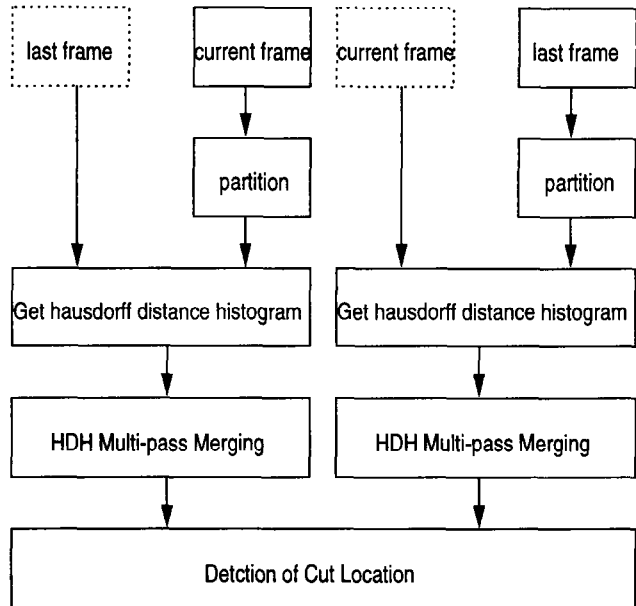 last frame
current frame
current frame
last frame
partition
partition
Get hausdorff distance histogram
Get hausdorff distance histogram
HDH Multi-pass Merging
HDH Multi-pass Merging
Detction of Cut Location